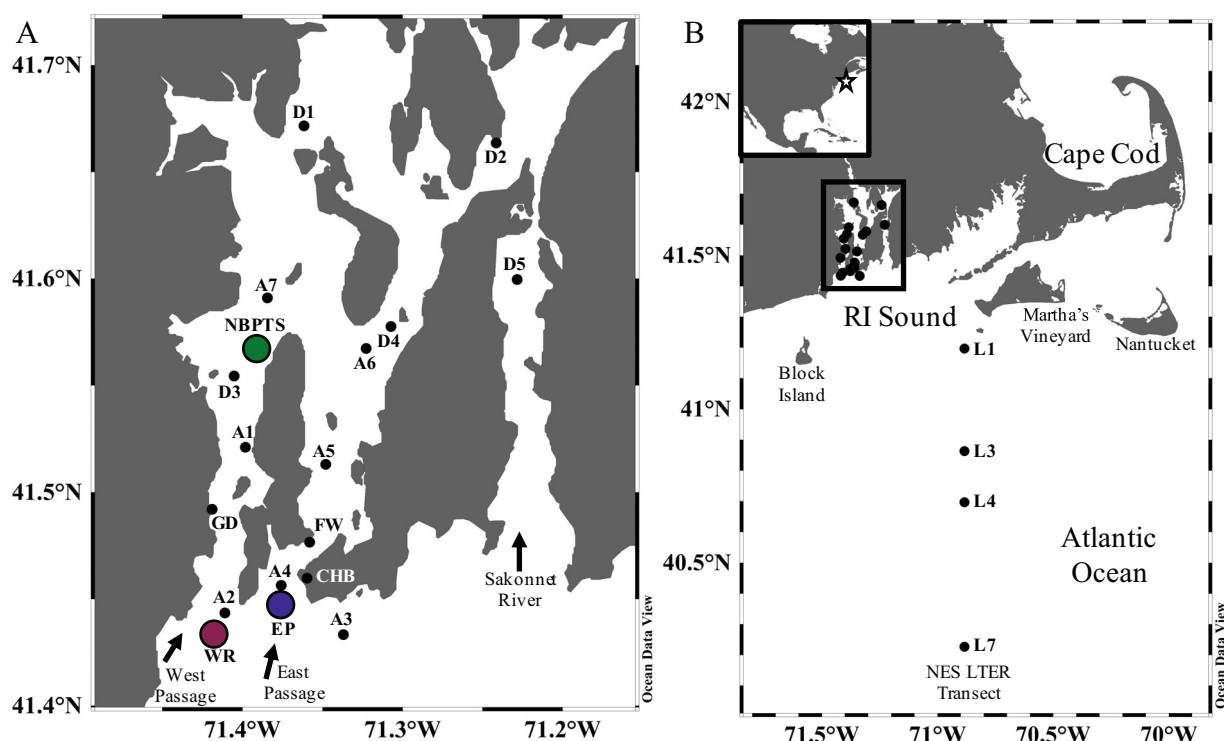 A
41.7°N
41.6°N
41.5°N
41.4°N
71.4°W
71.3°W
71.2°W
D1
D2
D5
A7
NBPTS
D4
A6
D3
A1
A5
GD
FW
A4
CHB
A2
EP
A3
WR
West
Passage
East
Passage
Sakonnet
River
Ocean Data View
B
42°N
41.5°N
41°N
40.5°N
71.5°W
71°W
70.5°W
70°W
Cape Cod
RI Sound
Martha's
Vineyard
Nantucket
Block
Island
L1
L3
L4
Atlantic
Ocean
L7
NES LTER
Transect
Ocean Data View